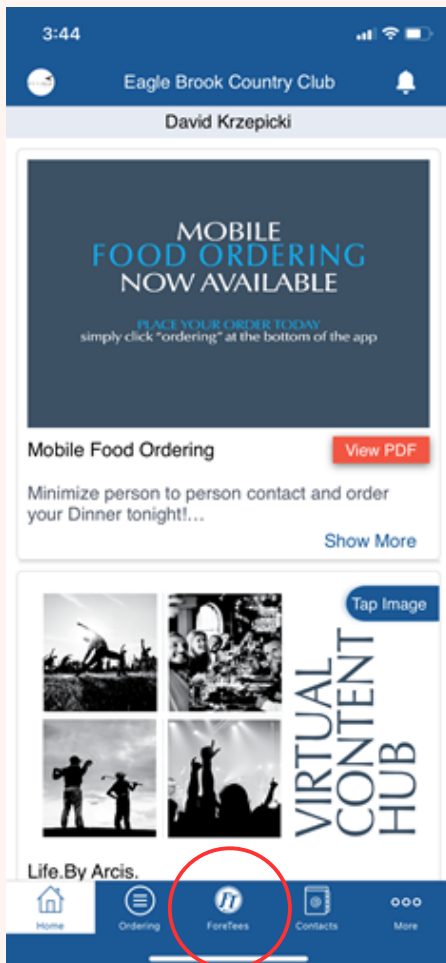 3:44
Eagle Brook Country Club
David Krzepicki
MOBILE
FOOD ORDERING
NOW AVAILABLE
PLACE YOUR ORDER TODAY
simply click "ordering" at the bottom of the app
Mobile Food Ordering
View PDF
Minimize person to person contact and order
your Dinner tonight!...
Show More
Tap Image
VIRTUAL
CONTENT
HUB
Life.By Arcis.
FT
Home
Ordering
ForeTees
Contacts
More